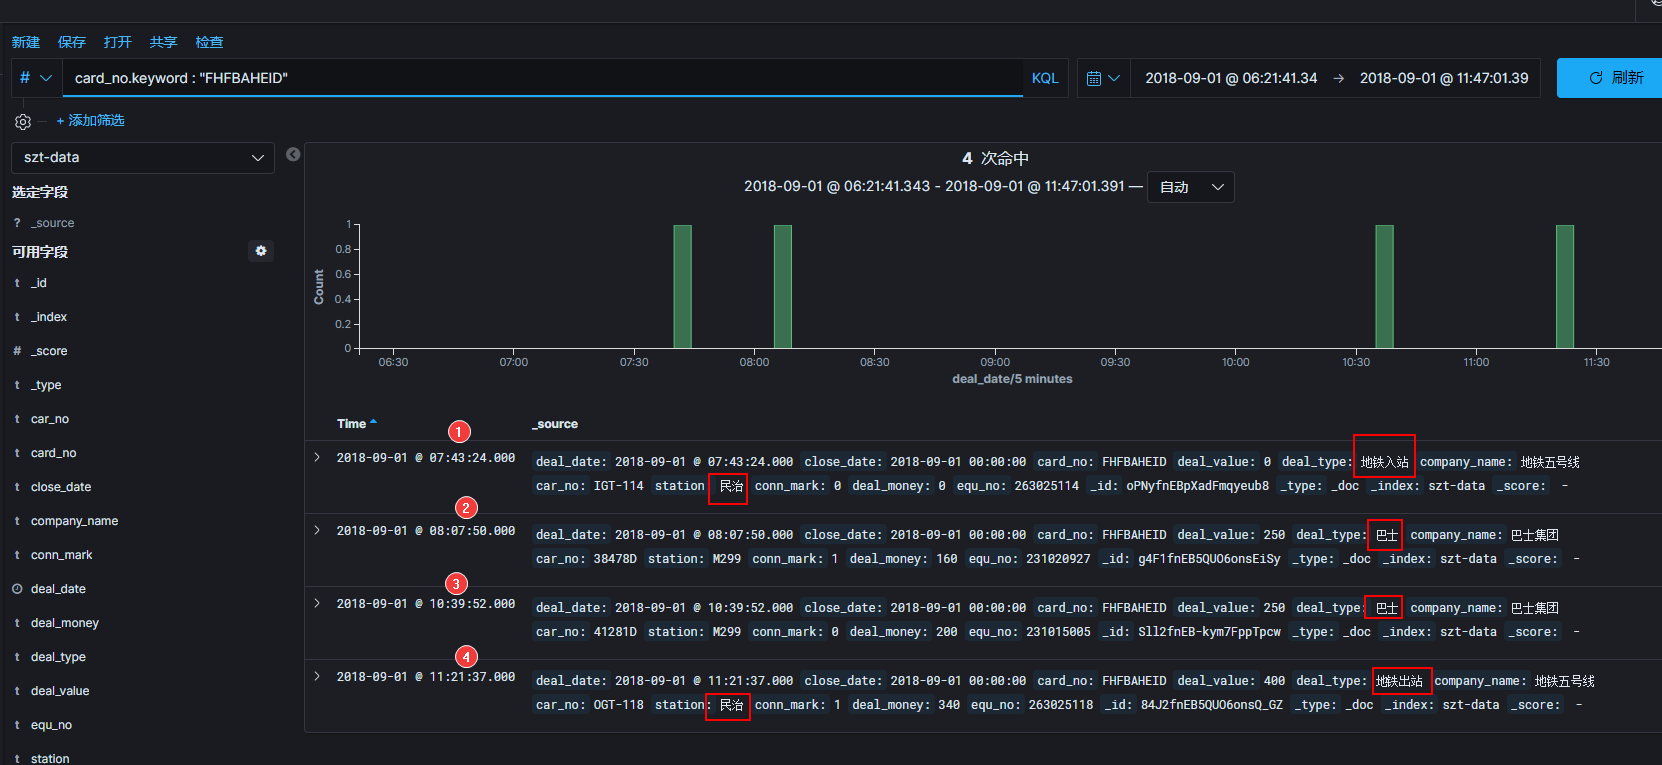 新建 保存 打开 共享 检查
# card_no.keyword : "FHFBAHEID" KQL 2018-09-01 @ 06:21:41.34 → 2018-09-01 @ 11:47:01.39 刷新
+ 添加筛选
szt-data
选定字段
? _source
可用字段
t _id
t _index
# _score
t _type
t car_no
t card_no
t close_date
t company_name
t conn_mark
deal_date
t deal_money
t deal_type
t deal_value
t equ_no
t station
4 次命中
2018-09-01 @ 06:21:41.343 - 2018-09-01 @ 11:47:01.391 — 自动
Count
1
0.8
0.6
0.4
0.2
0
06:30 07:00 07:30 08:00 08:30 09:00 09:30 10:00 10:30 11:00 11:30
deal_date/5 minutes
Time _source
1
2018-09-01 @ 07:43:24.000 deal_date: 2018-09-01 @ 07:43:24.000 close_date: 2018-09-01 00:00:00 card_no: FHFBAHEID deal_value: 0 deal_type: 地铁入站 company_name: 地铁五号线
car_no: IGT-114 station: 民治 conn_mark: 0 deal_money: 0 equ_no: 263025114 _id: oPNyfnEBpXadFmqyeub8 _type: _doc _index: szt-data _score: -
2
2018-09-01 @ 08:07:50.000 deal_date: 2018-09-01 @ 08:07:50.000 close_date: 2018-09-01 00:00:00 card_no: FHFBAHEID deal_value: 250 deal_type: 巴士 company_name: 巴士集团
car_no: 38478D station: M299 conn_mark: 1 deal_money: 160 equ_no: 231020927 _id: g4F1fnEB5QUO6onsEiSy _type: _doc _index: szt-data _score: -
3
2018-09-01 @ 10:39:52.000 deal_date: 2018-09-01 @ 10:39:52.000 close_date: 2018-09-01 00:00:00 card_no: FHFBAHEID deal_value: 250 deal_type: 巴士 company_name: 巴士集团
car_no: 41281D station: M299 conn_mark: 0 deal_money: 200 equ_no: 231015005 _id: Sll2fnEB-kym7FppTpcw _type: _doc _index: szt-data _score: -
4
2018-09-01 @ 11:21:37.000 deal_date: 2018-09-01 @ 11:21:37.000 close_date: 2018-09-01 00:00:00 card_no: FHFBAHEID deal_value: 400 deal_type: 地铁出站 company_name: 地铁五号线
car_no: OGT-118 station: 民治 conn_mark: 1 deal_money: 340 equ_no: 263025118 _id: 84J2fnEB5QUO6onsQ_GZ _type: _doc _index: szt-data _score: -